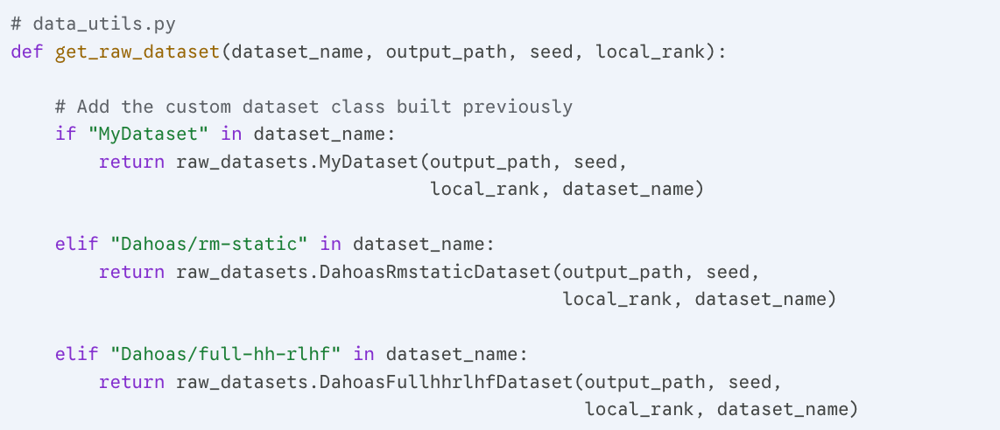 # data_utils.py
def get_raw_dataset(dataset_name, output_path, seed, local_rank):

    # Add the custom dataset class built previously
    if "MyDataset" in dataset_name:
        return raw_datasets.MyDataset(output_path, seed,
                                      local_rank, dataset_name)

    elif "Dahoas/rm-static" in dataset_name:
        return raw_datasets.DahoasRmstaticDataset(output_path, seed,
                                                  local_rank, dataset_name)

    elif "Dahoas/full-hh-rlhf" in dataset_name:
        return raw_datasets.DahoasFullhhrlhfDataset(output_path, seed,
                                                    local_rank, dataset_name)